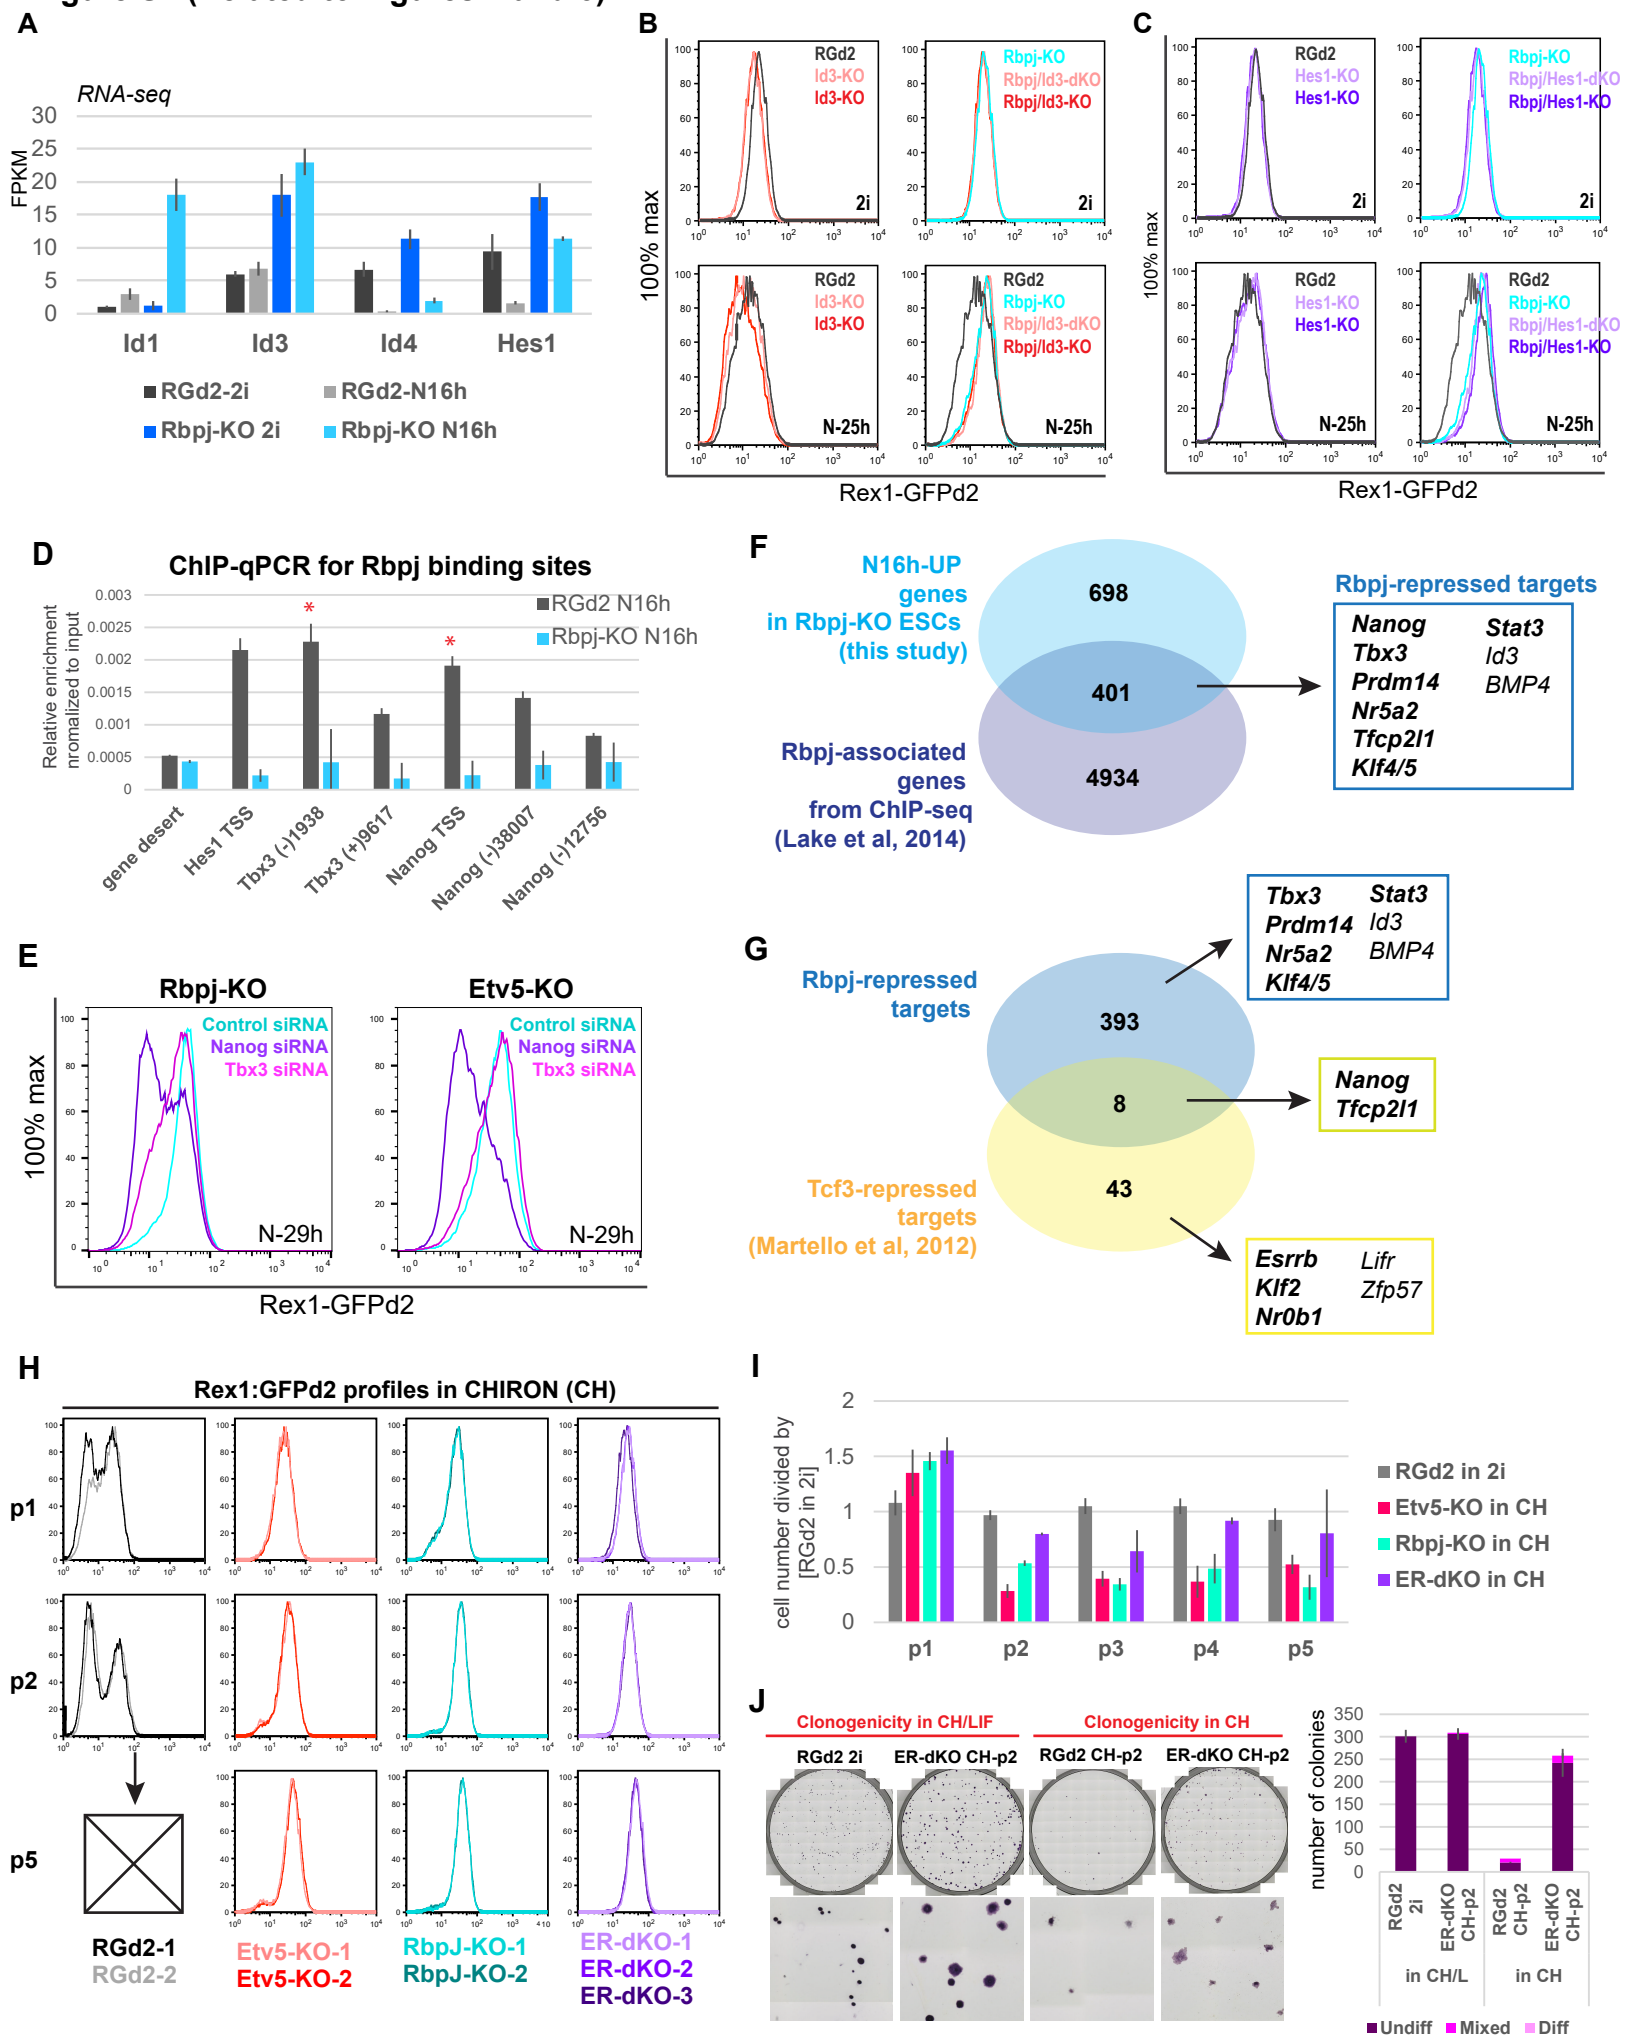 A
RNA-seq
FPKM
30
25
20
15
10
5
0
Id1 Id3 Id4 Hes1
RGd2-2i RGd2-N16h
Rbpj-KO 2i Rbpj-KO N16h
B
100% max
RGd2
Id3-KO
Id3-KO
2i
Rbpj-KO
Rbpj/Id3-dKO
Rbpj/Id3-KO
2i
RGd2
Id3-KO
Id3-KO
N-25h
RGd2
Rbpj-KO
Rbpj/Id3-dKO
Rbpj/Id3-KO
N-25h
Rex1-GFPd2
C
100% max
RGd2
Hes1-KO
Hes1-KO
2i
Rbpj-KO
Rbpj/Hes1-dKO
Rbpj/Hes1-KO
2i
RGd2
Hes1-KO
Hes1-KO
N-25h
RGd2
Rbpj-KO
Rbpj/Hes1-dKO
Rbpj/Hes1-KO
N-25h
Rex1-GFPd2
D
ChIP-qPCR for Rbpj binding sites
Relative enrichment
nromalized to input
0.003
0.0025
0.002
0.0015
0.001
0.0005
0
* *
RGd2 N16h
Rbpj-KO N16h
gene desert
Hes1 TSS
Tbx3 (-)1938
Tbx3 (+)9617
Nanog TSS
Nanog (-)38007
Nanog (-)12756
E
Rbpj-KO
Etv5-KO
100% max
Control siRNA
Nanog siRNA
Tbx3 siRNA
N-29h
Control siRNA
Nanog siRNA
Tbx3 siRNA
N-29h
Rex1-GFPd2
F
N16h-UP
genes
in Rbpj-KO ESCs
(this study)
698
401
4934
Rbpj-associated
genes
from ChIP-seq
(Lake et al, 2014)
Rbpj-repressed targets
Nanog Stat3
Tbx3 Id3
Prdm14 BMP4
Nr5a2
Tfcp2l1
Klf4/5
G
Rbpj-repressed
targets
393
8
43
Tcf3-repressed
targets
(Martello et al, 2012)
Tbx3 Stat3
Prdm14 Id3
Nr5a2 BMP4
Klf4/5
Nanog
Tfcp2l1
Esrrb Lifr
Klf2 Zfp57
Nr0b1
H
Rex1:GFPd2 profiles in CHIRON (CH)
p1
p2
p5
RGd2-1
RGd2-2
Etv5-KO-1
Etv5-KO-2
RbpJ-KO-1
RbpJ-KO-2
ER-dKO-1
ER-dKO-2
ER-dKO-3
I
cell number divided by
[RGd2 in 2i]
2
1.5
1
0.5
0
p1 p2 p3 p4 p5
RGd2 in 2i
Etv5-KO in CH
Rbpj-KO in CH
ER-dKO in CH
J
Clonogenicity in CH/LIF Clonogenicity in CH
RGd2 2i ER-dKO CH-p2 RGd2 CH-p2 ER-dKO CH-p2
number of colonies
350
300
250
200
150
100
50
0
RGd2 2i
ER-dKO CH-p2
RGd2 CH-p2
ER-dKO CH-p2
in CH/L in CH
Undiff Mixed Diff